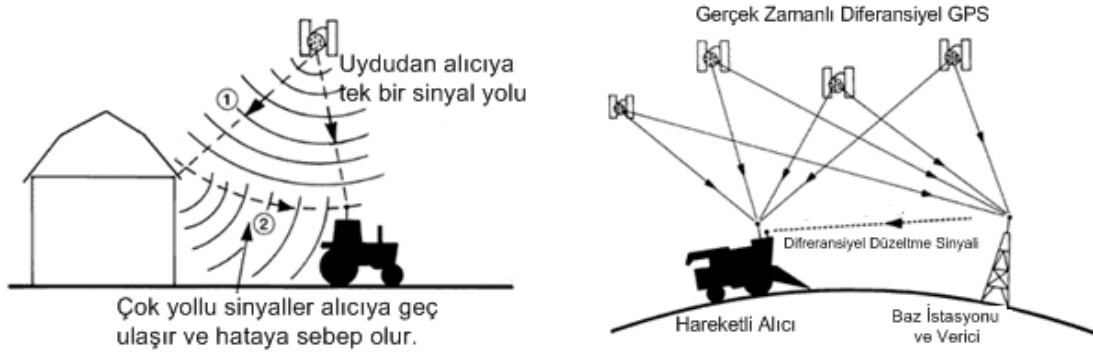 ①
Uydudan alıcıya
tek bir sinyal yolu
②
Çok yollu sinyaller alıcıya geç
ulaşır ve hataya sebep olur.
Gerçek Zamanlı Diferansiyel GPS
Difreransiyel Düzeltme Sinyali
Hareketli Alıcı
Baz İstasyonu
ve Verici